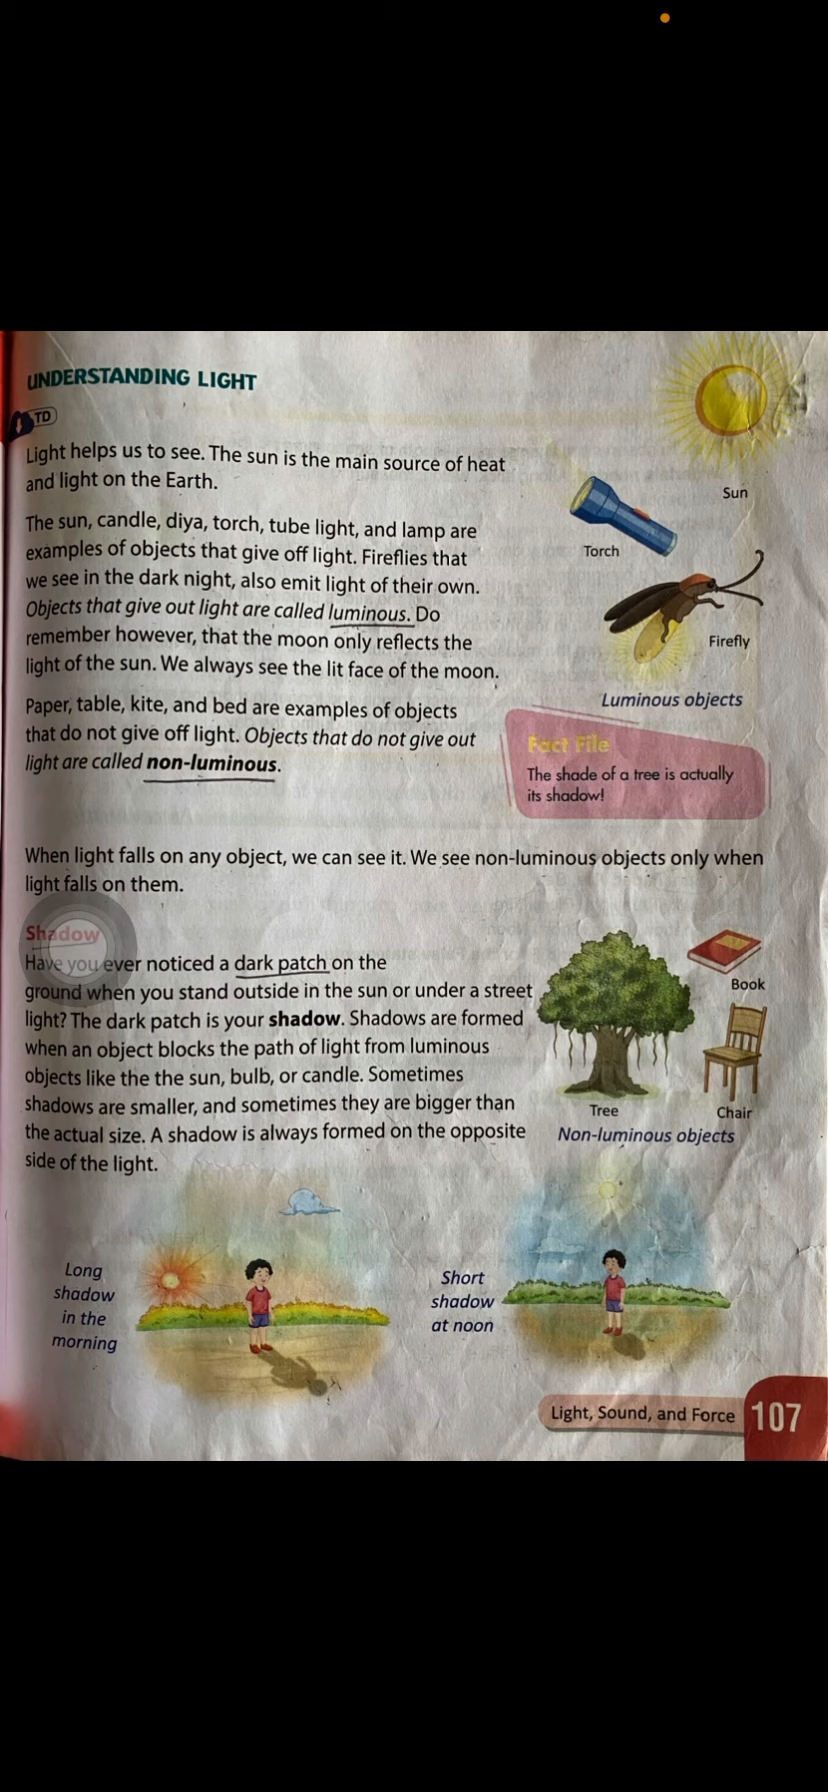 UNDERSTANDING LIGHT
TD
Light helps us to see. The sun is the main source of heat
and light on the Earth.
Sun
The sun, candle, diya, torch, tube light, and lamp are
examples of objects that give off light. Fireflies that
we see in the dark night, also emit light of their own.
Objects that give out light are called luminous. Do
remember however, that the moon only reflects the
light of the sun. We always see the lit face of the moon.
Torch
Firefly
Luminous objects
Paper, table, kite, and bed are examples of objects
that do not give off light. Objects that do not give out
light are called non-luminous.
Fact File
The shade of a tree is actually
its shadow!
When light falls on any object, we can see it. We see non-luminous objects only when
light falls on them.
Shadow
Have you ever noticed a dark patch on the
ground when you stand outside in the sun or under a street
light? The dark patch is your shadow. Shadows are formed
when an object blocks the path of light from luminous
objects like the the sun, bulb, or candle. Sometimes
shadows are smaller, and sometimes they are bigger than
the actual size. A shadow is always formed on the opposite
side of the light.
Book
Tree
Chair
Non-luminous objects
Long
shadow
in the
morning
Short
shadow
at noon
Light, Sound, and Force
107